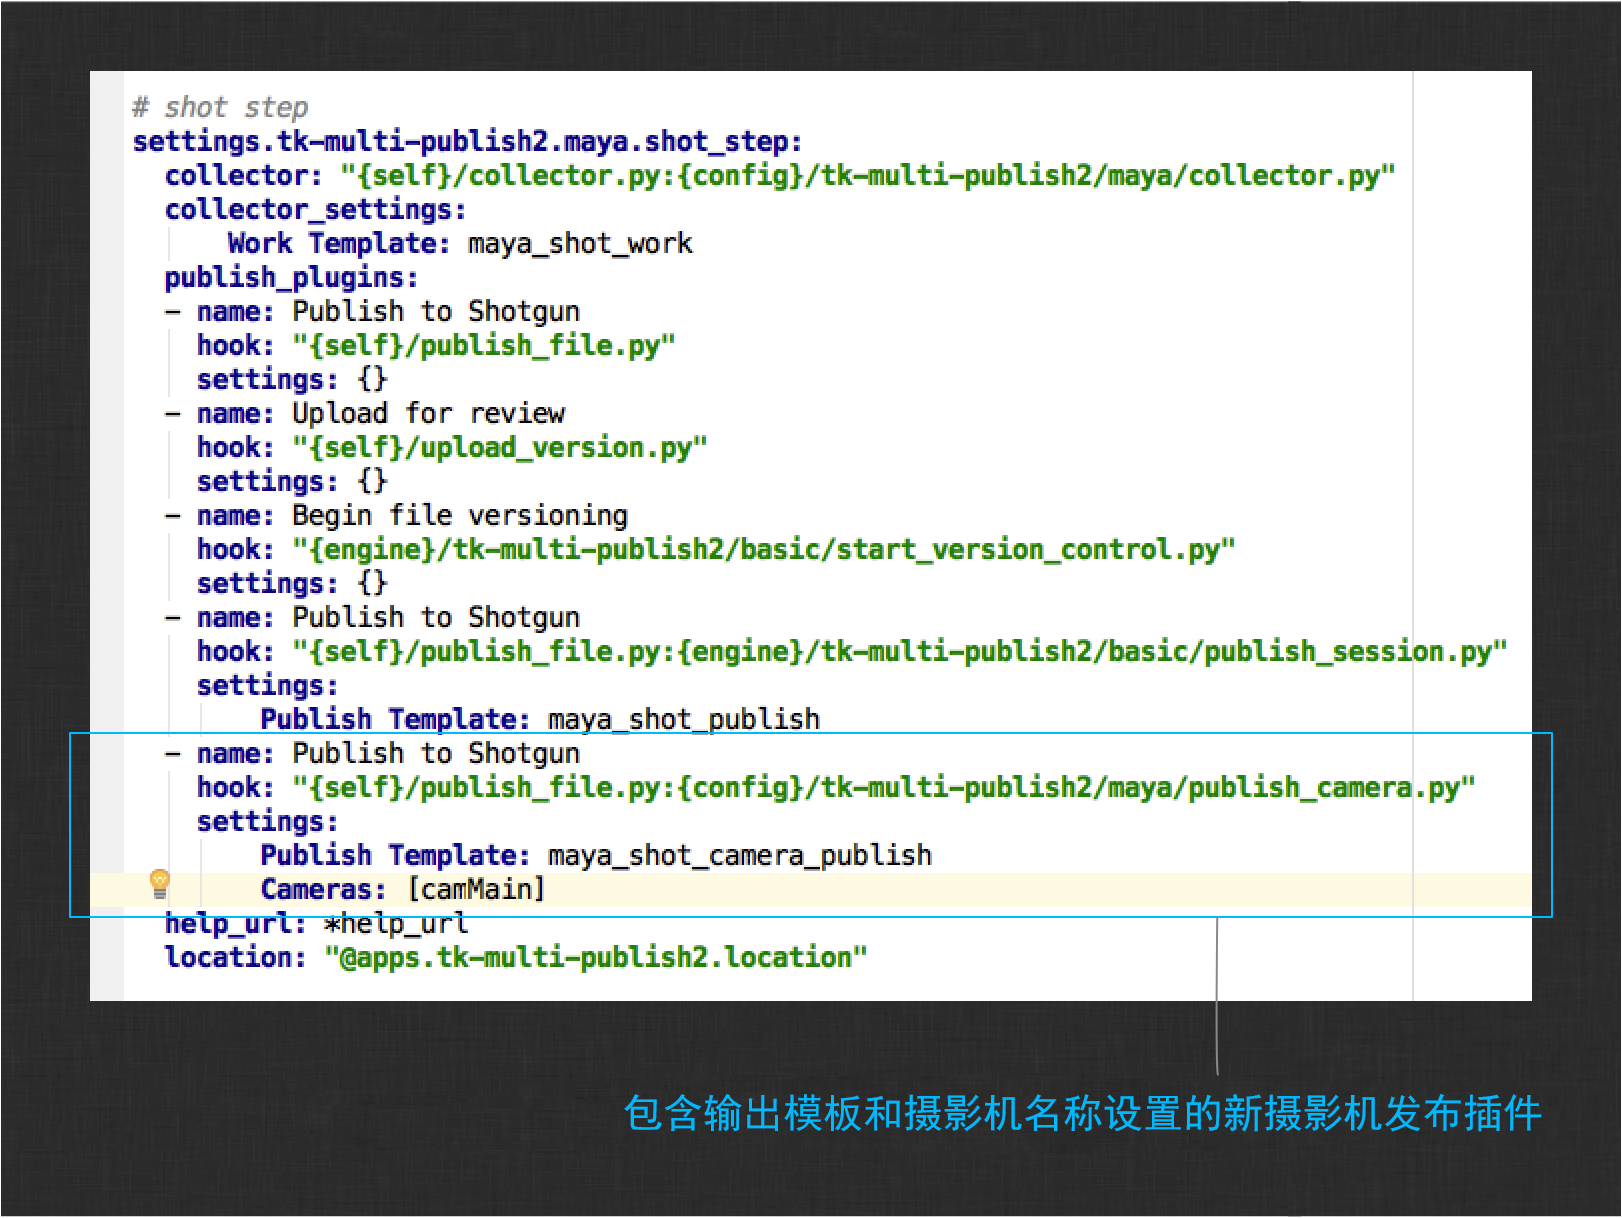 # shot step
settings.tk-multi-publish2.maya.shot_step:
collector: "{self}/collector.py:{config}/tk-multi-publish2/maya/collector.py"
collector_settings:
Work Template: maya_shot_work
publish_plugins:
- name: Publish to Shotgun
hook: "{self}/publish_file.py"
settings: {}
- name: Upload for review
hook: "{self}/upload_version.py"
settings: {}
- name: Begin file versioning
hook: "{engine}/tk-multi-publish2/basic/start_version_control.py"
settings: {}
- name: Publish to Shotgun
hook: "{self}/publish_file.py:{engine}/tk-multi-publish2/basic/publish_session.py"
settings:
Publish Template: maya_shot_publish
- name: Publish to Shotgun
hook: "{self}/publish_file.py:{config}/tk-multi-publish2/maya/publish_camera.py"
settings:
Publish Template: maya_shot_camera_publish
Cameras: [camMain]
help_url: *help_url
location: "@apps.tk-multi-publish2.location"
包含输出模板和摄影机名称设置的新摄影机发布插件